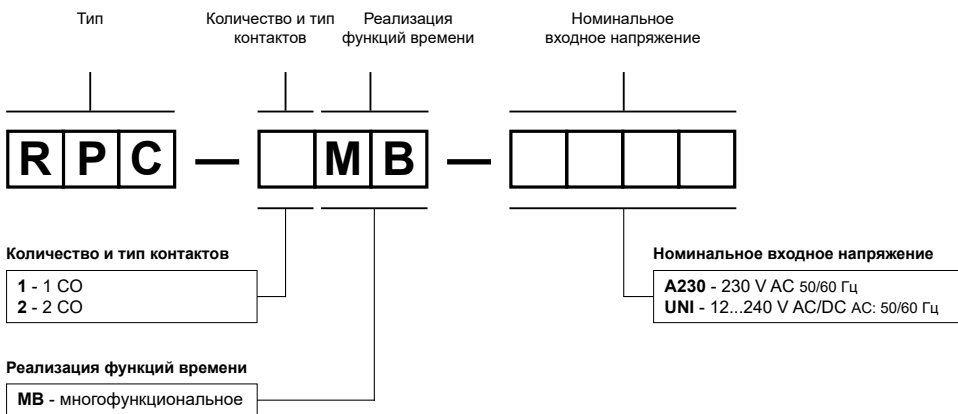 Тип
Количество и тип
контактов
Реализация
функций времени
Номинальное
входное напряжение
R P C — M B —
Количество и тип контактов
1 - 1 CO
2 - 2 CO
Номинальное входное напряжение
A230 - 230 V AC 50/60 Гц
UNI - 12...240 V AC/DC AC: 50/60 Гц
Реализация функций времени
MB - многофункциональное